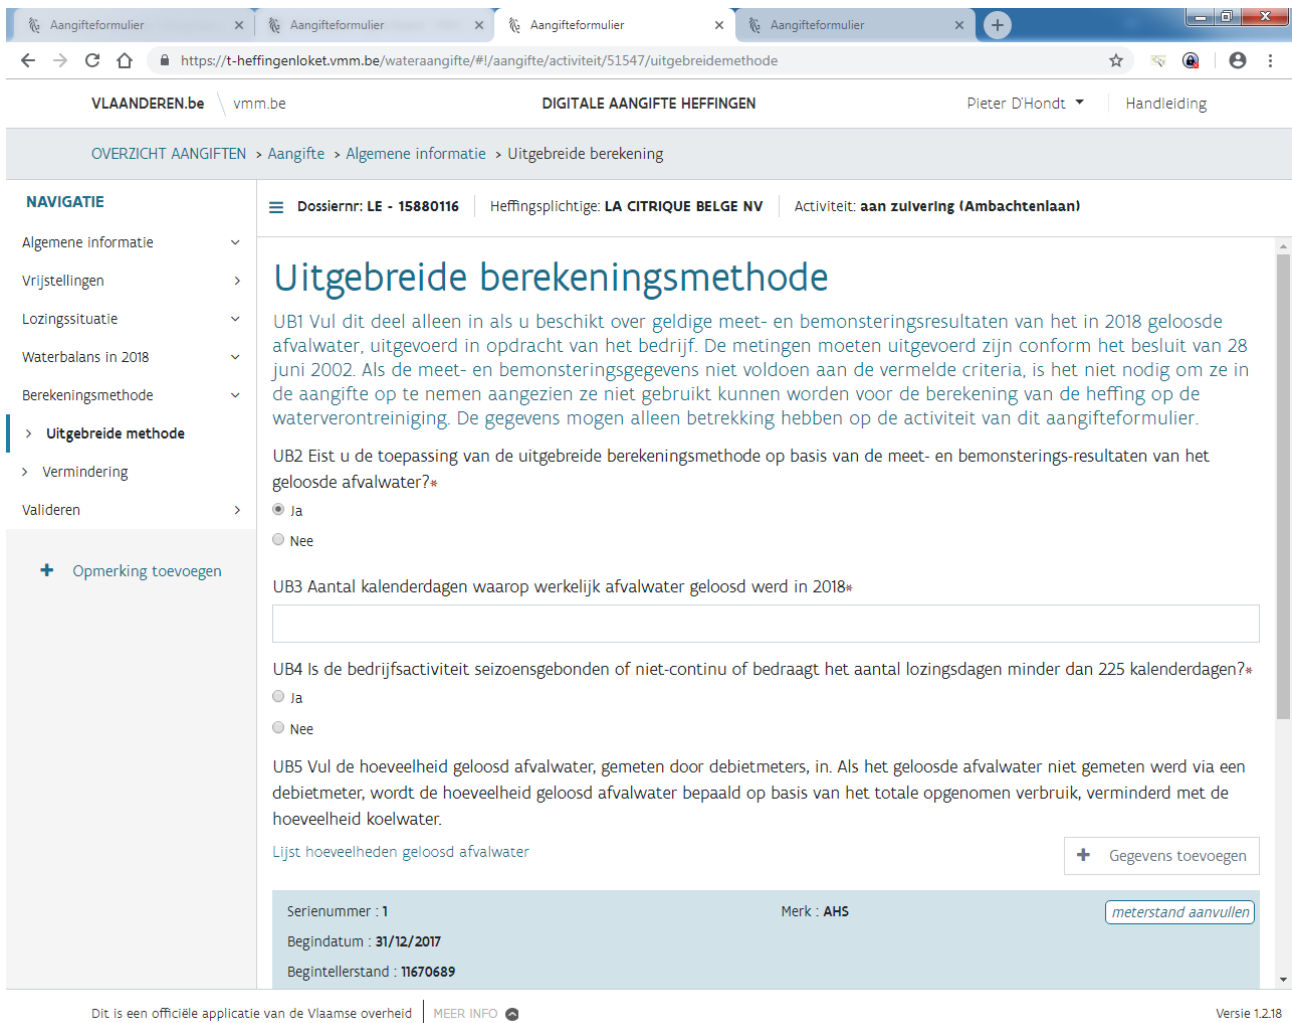 Aangifteformulier
Aangifteformulier
Aangifteformulier
Aangifteformulier
https://t-heffingenloket.vmm.be/wateraangifte/#!/aangifte/activiteit/51547/uitgebreidemethode
VLAANDEREN.be vmm.be DIGITALE AANGIFTE HEFFINGEN Pieter D'Hondt Handleiding
OVERZICHT AANGIFTEN > Aangifte > Algemene informatie > Uitgebreide berekening
NAVIGATIE
Algemene informatie
Vrijstellingen
Lozingssituatie
Waterbalans in 2018
Berekeningsmethode
> Uitgebreide methode
> Vermindering
Valideren
+ Opmerking toevoegen
Dossiernr: LE - 15880116 Heffingsplichtige: LA CITRIQUE BELGE NV Activiteit: aan zuivering (Ambachtenlaan)
Uitgebreide berekeningsmethode
UB1 Vul dit deel alleen in als u beschikt over geldige meet- en bemonsteringsresultaten van het in 2018 geloosde
afvalwater, uitgevoerd in opdracht van het bedrijf. De metingen moeten uitgevoerd zijn conform het besluit van 28
juni 2002. Als de meet- en bemonsteringsgegevens niet voldoen aan de vermelde criteria, is het niet nodig om ze in
de aangifte op te nemen aangezien ze niet gebruikt kunnen worden voor de berekening van de heffing op de
waterverontreiniging. De gegevens mogen alleen betrekking hebben op de activiteit van dit aangifteformulier.
UB2 Eist u de toepassing van de uitgebreide berekeningsmethode op basis van de meet- en bemonsterings-resultaten van het
geloosde afvalwater?*
Ja
Nee
UB3 Aantal kalenderdagen waarop werkelijk afvalwater geloosd werd in 2018*
UB4 Is de bedrijfsactiviteit seizoensgebonden of niet-continu of bedraagt het aantal lozingsdagen minder dan 225 kalenderdagen?*
Ja
Nee
UB5 Vul de hoeveelheid geloosd afvalwater, gemeten door debietmeters, in. Als het geloosde afvalwater niet gemeten werd via een
debietmeter, wordt de hoeveelheid geloosd afvalwater bepaald op basis van het totale opgenomen verbruik, verminderd met de
hoeveelheid koelwater.
Lijst hoeveelheden geloosd afvalwater
+ Gegevens toevoegen
Serienummer : 1 Merk : AHS meterstand aanvullen
Begindatum : 31/12/2017
Begintellerstand : 11670689
Dit is een officiële applicatie van de Vlaamse overheid MEER INFO Versie 1.2.18